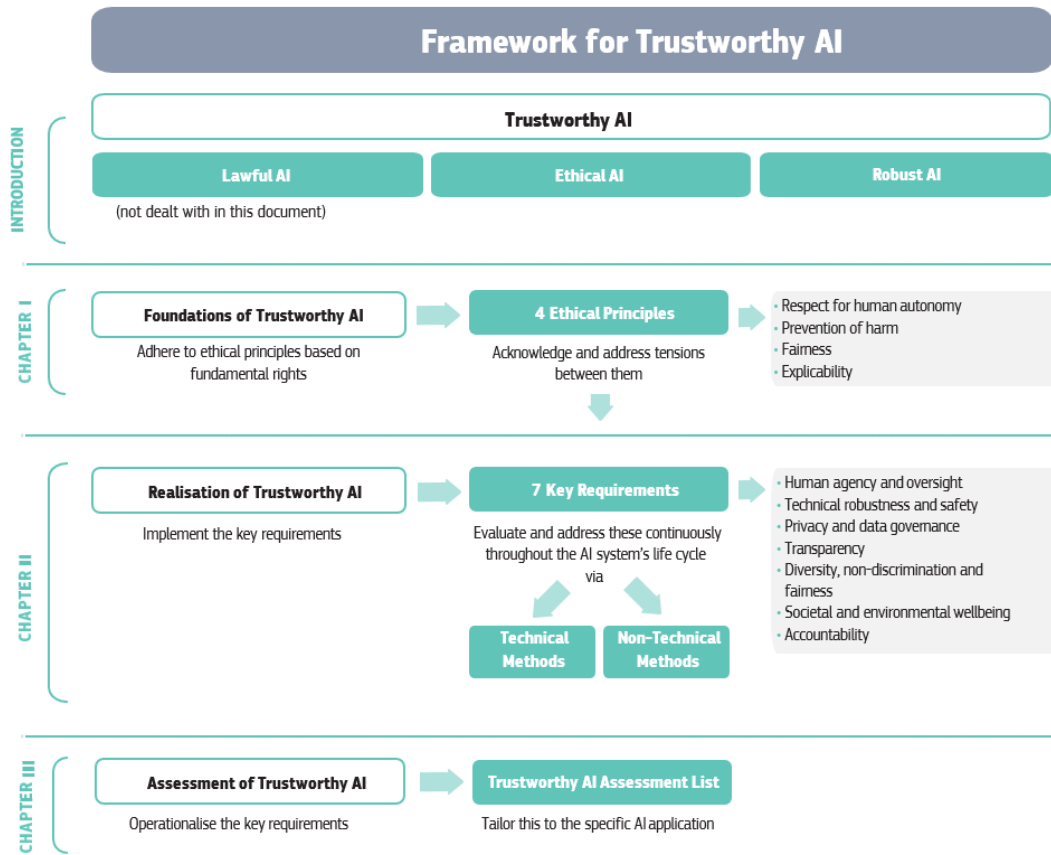 Framework for Trustworthy AI
INTRODUCTION
Trustworthy AI
Lawful AI
Ethical AI
Robust AI
(not dealt with in this document)
CHAPTER I
Foundations of Trustworthy AI
Adhere to ethical principles based on
fundamental rights
4 Ethical Principles
Acknowledge and address tensions
between them
• Respect for human autonomy
• Prevention of harm
• Fairness
• Explicability
CHAPTER II
Realisation of Trustworthy AI
Implement the key requirements
7 Key Requirements
Evaluate and address these continuously
throughout the AI system's life cycle
via
Technical
Methods
Non-Technical
Methods
• Human agency and oversight
• Technical robustness and safety
• Privacy and data governance
• Transparency
• Diversity, non-discrimination and
fairness
• Societal and environmental wellbeing
• Accountability
CHAPTER III
Assessment of Trustworthy AI
Operationalise the key requirements
Trustworthy AI Assessment List
Tailor this to the specific AI application